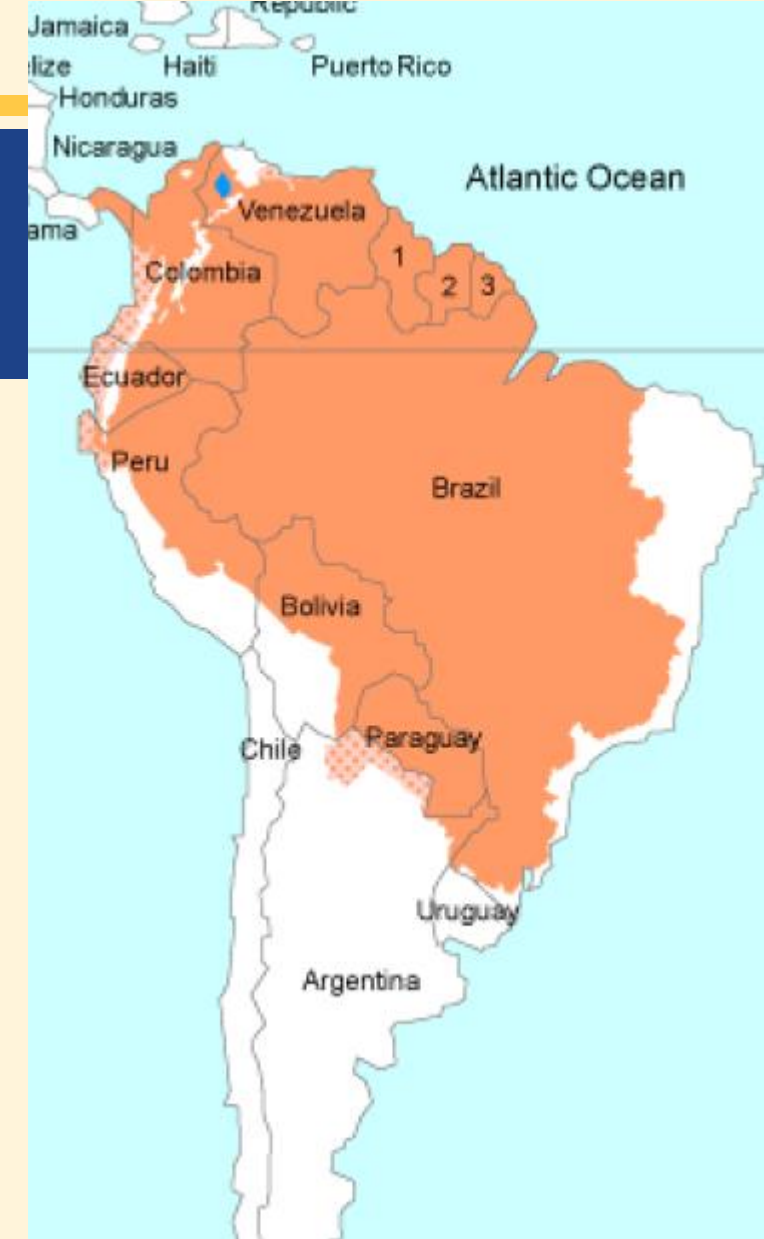 Republic
Jamaica
elize
Haiti
Puerto Rico
Honduras
Nicaragua
Atlantic Ocean
ama
Venezuela
1
Colombia
2
3
Ecuador
Peru
Brazil
Bolivia
Paraguay
Chile
Uruguay
Argentina